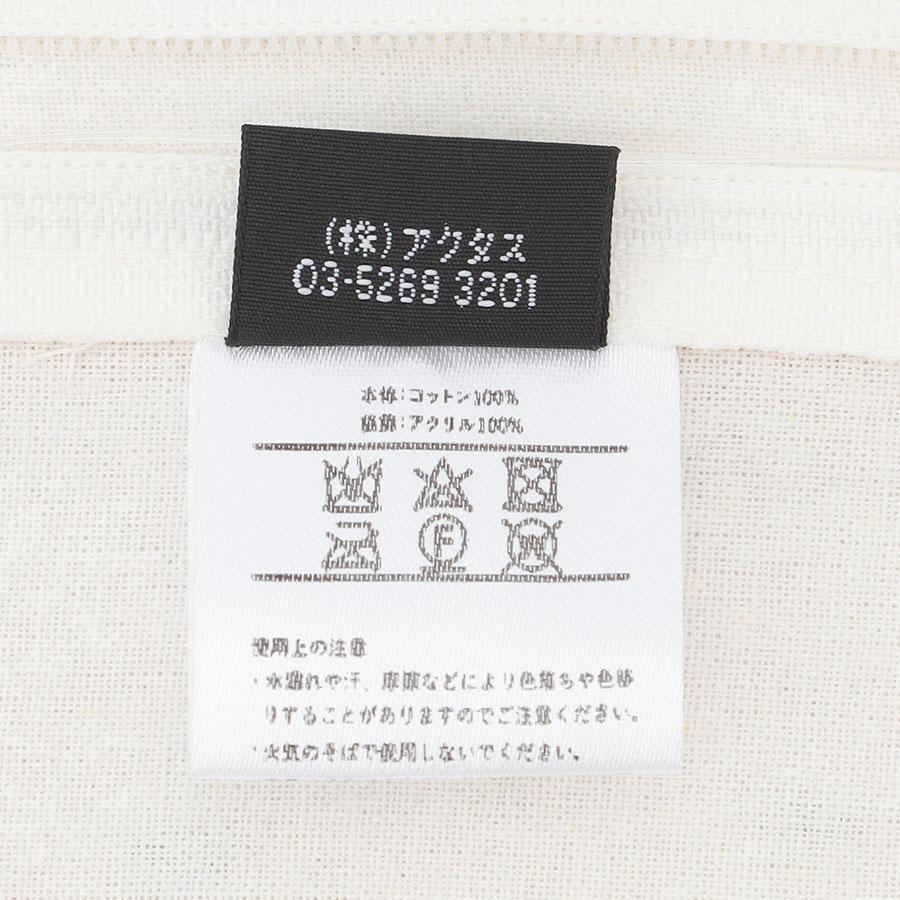 (株)アクタス
03-5269 3201
本体:コットン100%
装飾:アクリル100%
F
W
使用上の注意
・水濡れや汗、摩擦などにより色落ちや色移
りすることがありますのでご注意ください。
・火気のそばで使用しないでください。